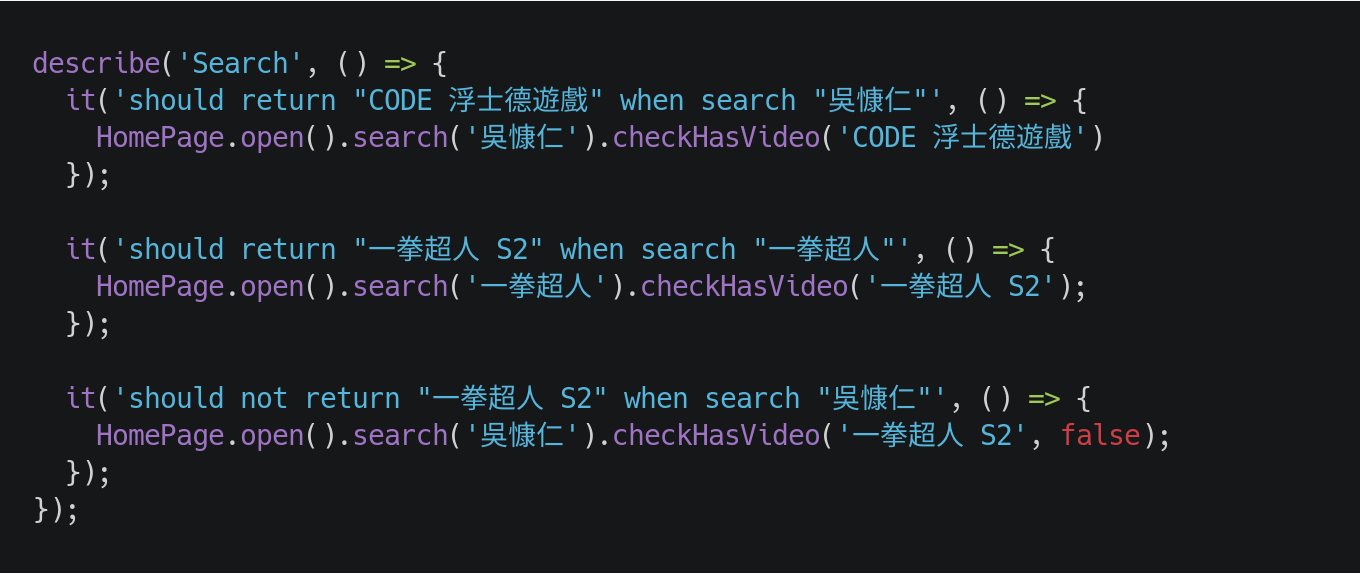 describe('Search', () => {
  it('should return "CODE 浮士德遊戲" when search "吳慷仁"', () => {
    HomePage.open().search('吳慷仁').checkHasVideo('CODE 浮士德遊戲')
  });

  it('should return "一拳超人 S2" when search "一拳超人"', () => {
    HomePage.open().search('一拳超人').checkHasVideo('一拳超人 S2');
  });

  it('should not return "一拳超人 S2" when search "吳慷仁"', () => {
    HomePage.open().search('吳慷仁').checkHasVideo('一拳超人 S2', false);
  });
});